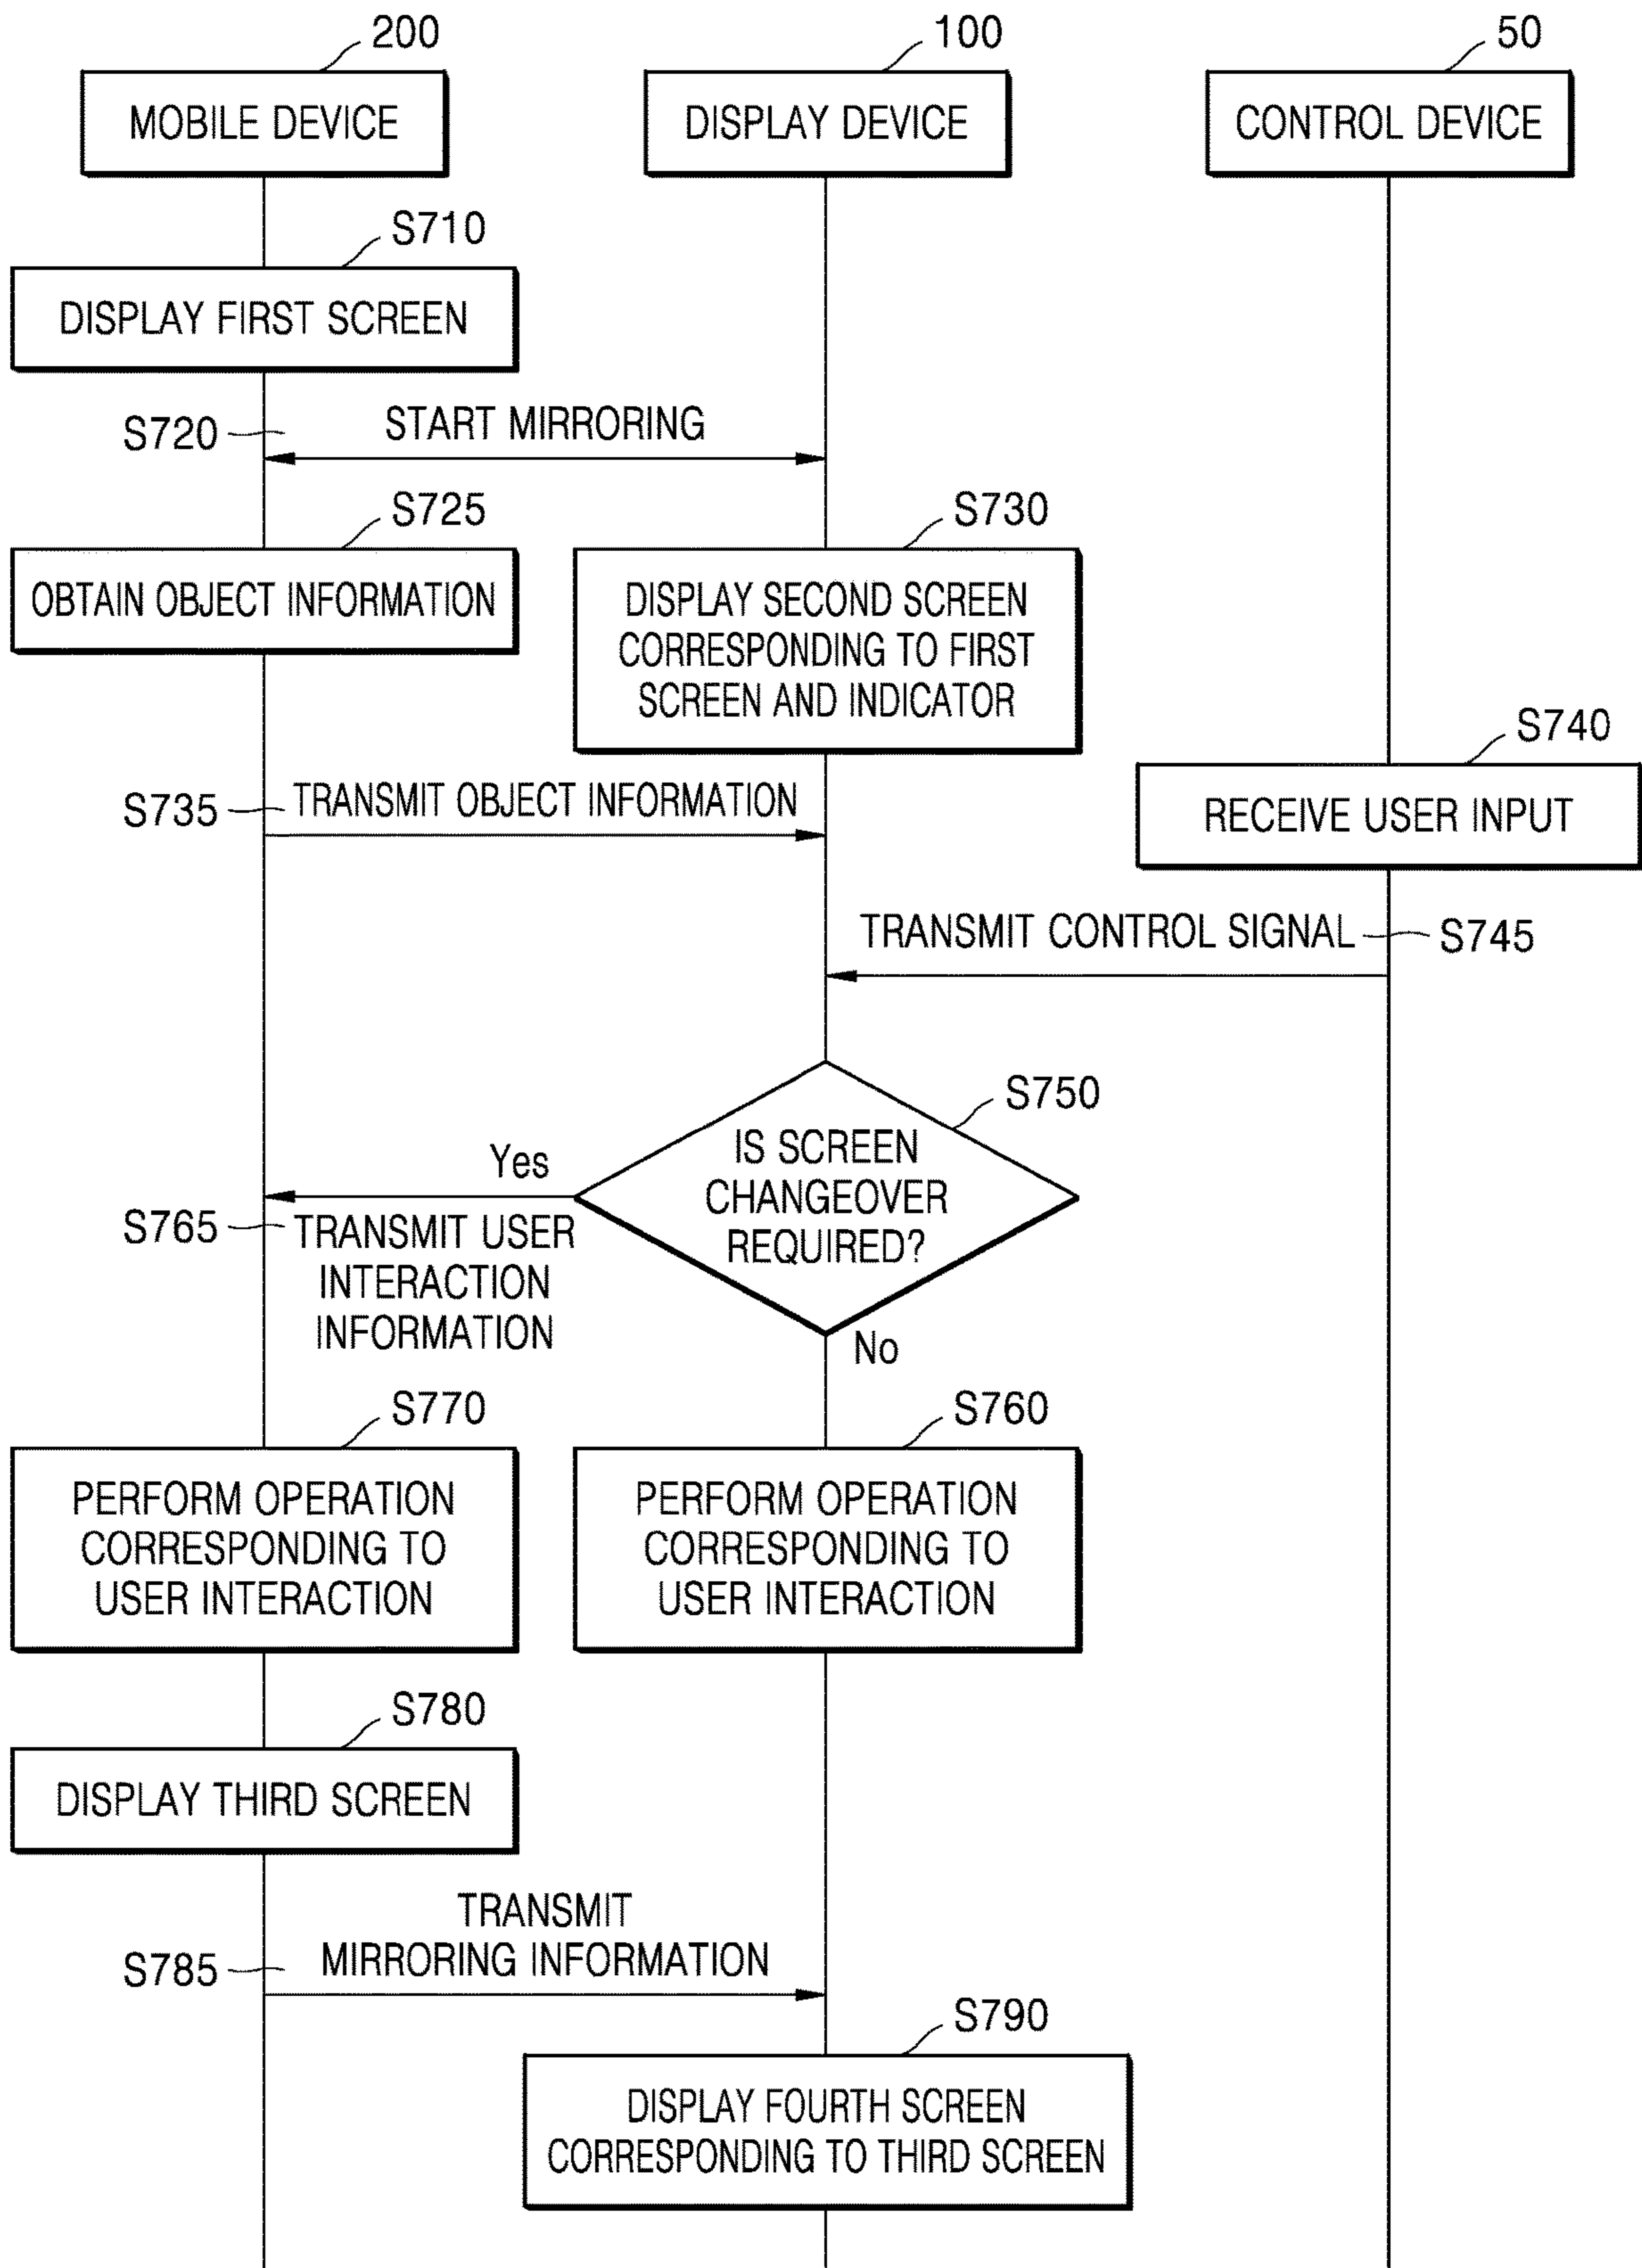 200
100
50
MOBILE DEVICE
DISPLAY DEVICE
CONTROL DEVICE
S710
DISPLAY FIRST SCREEN
S720
START MIRRORING
S725
OBTAIN OBJECT INFORMATION
S730
DISPLAY SECOND SCREEN
CORRESPONDING TO FIRST
SCREEN AND INDICATOR
S735
TRANSMIT OBJECT INFORMATION
S740
RECEIVE USER INPUT
TRANSMIT CONTROL SIGNAL
S745
S750
IS SCREEN
CHANGEOVER
REQUIRED?
Yes
S765
TRANSMIT USER
INTERACTION
INFORMATION
No
S770
PERFORM OPERATION
CORRESPONDING TO
USER INTERACTION
S760
PERFORM OPERATION
CORRESPONDING TO
USER INTERACTION
S780
DISPLAY THIRD SCREEN
TRANSMIT
MIRRORING INFORMATION
S785
S790
DISPLAY FOURTH SCREEN
CORRESPONDING TO THIRD SCREEN